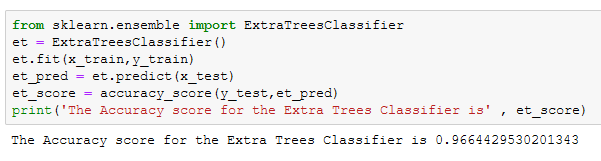 from sklearn.ensemble import ExtraTreesClassifier
et = ExtraTreesClassifier()
et.fit(x_train,y_train)
et_pred = et.predict(x_test)
et_score = accuracy_score(y_test,et_pred)
print('The Accuracy score for the Extra Trees Classifier is' , et_score)
The Accuracy score for the Extra Trees Classifier is 0.9664429530201343